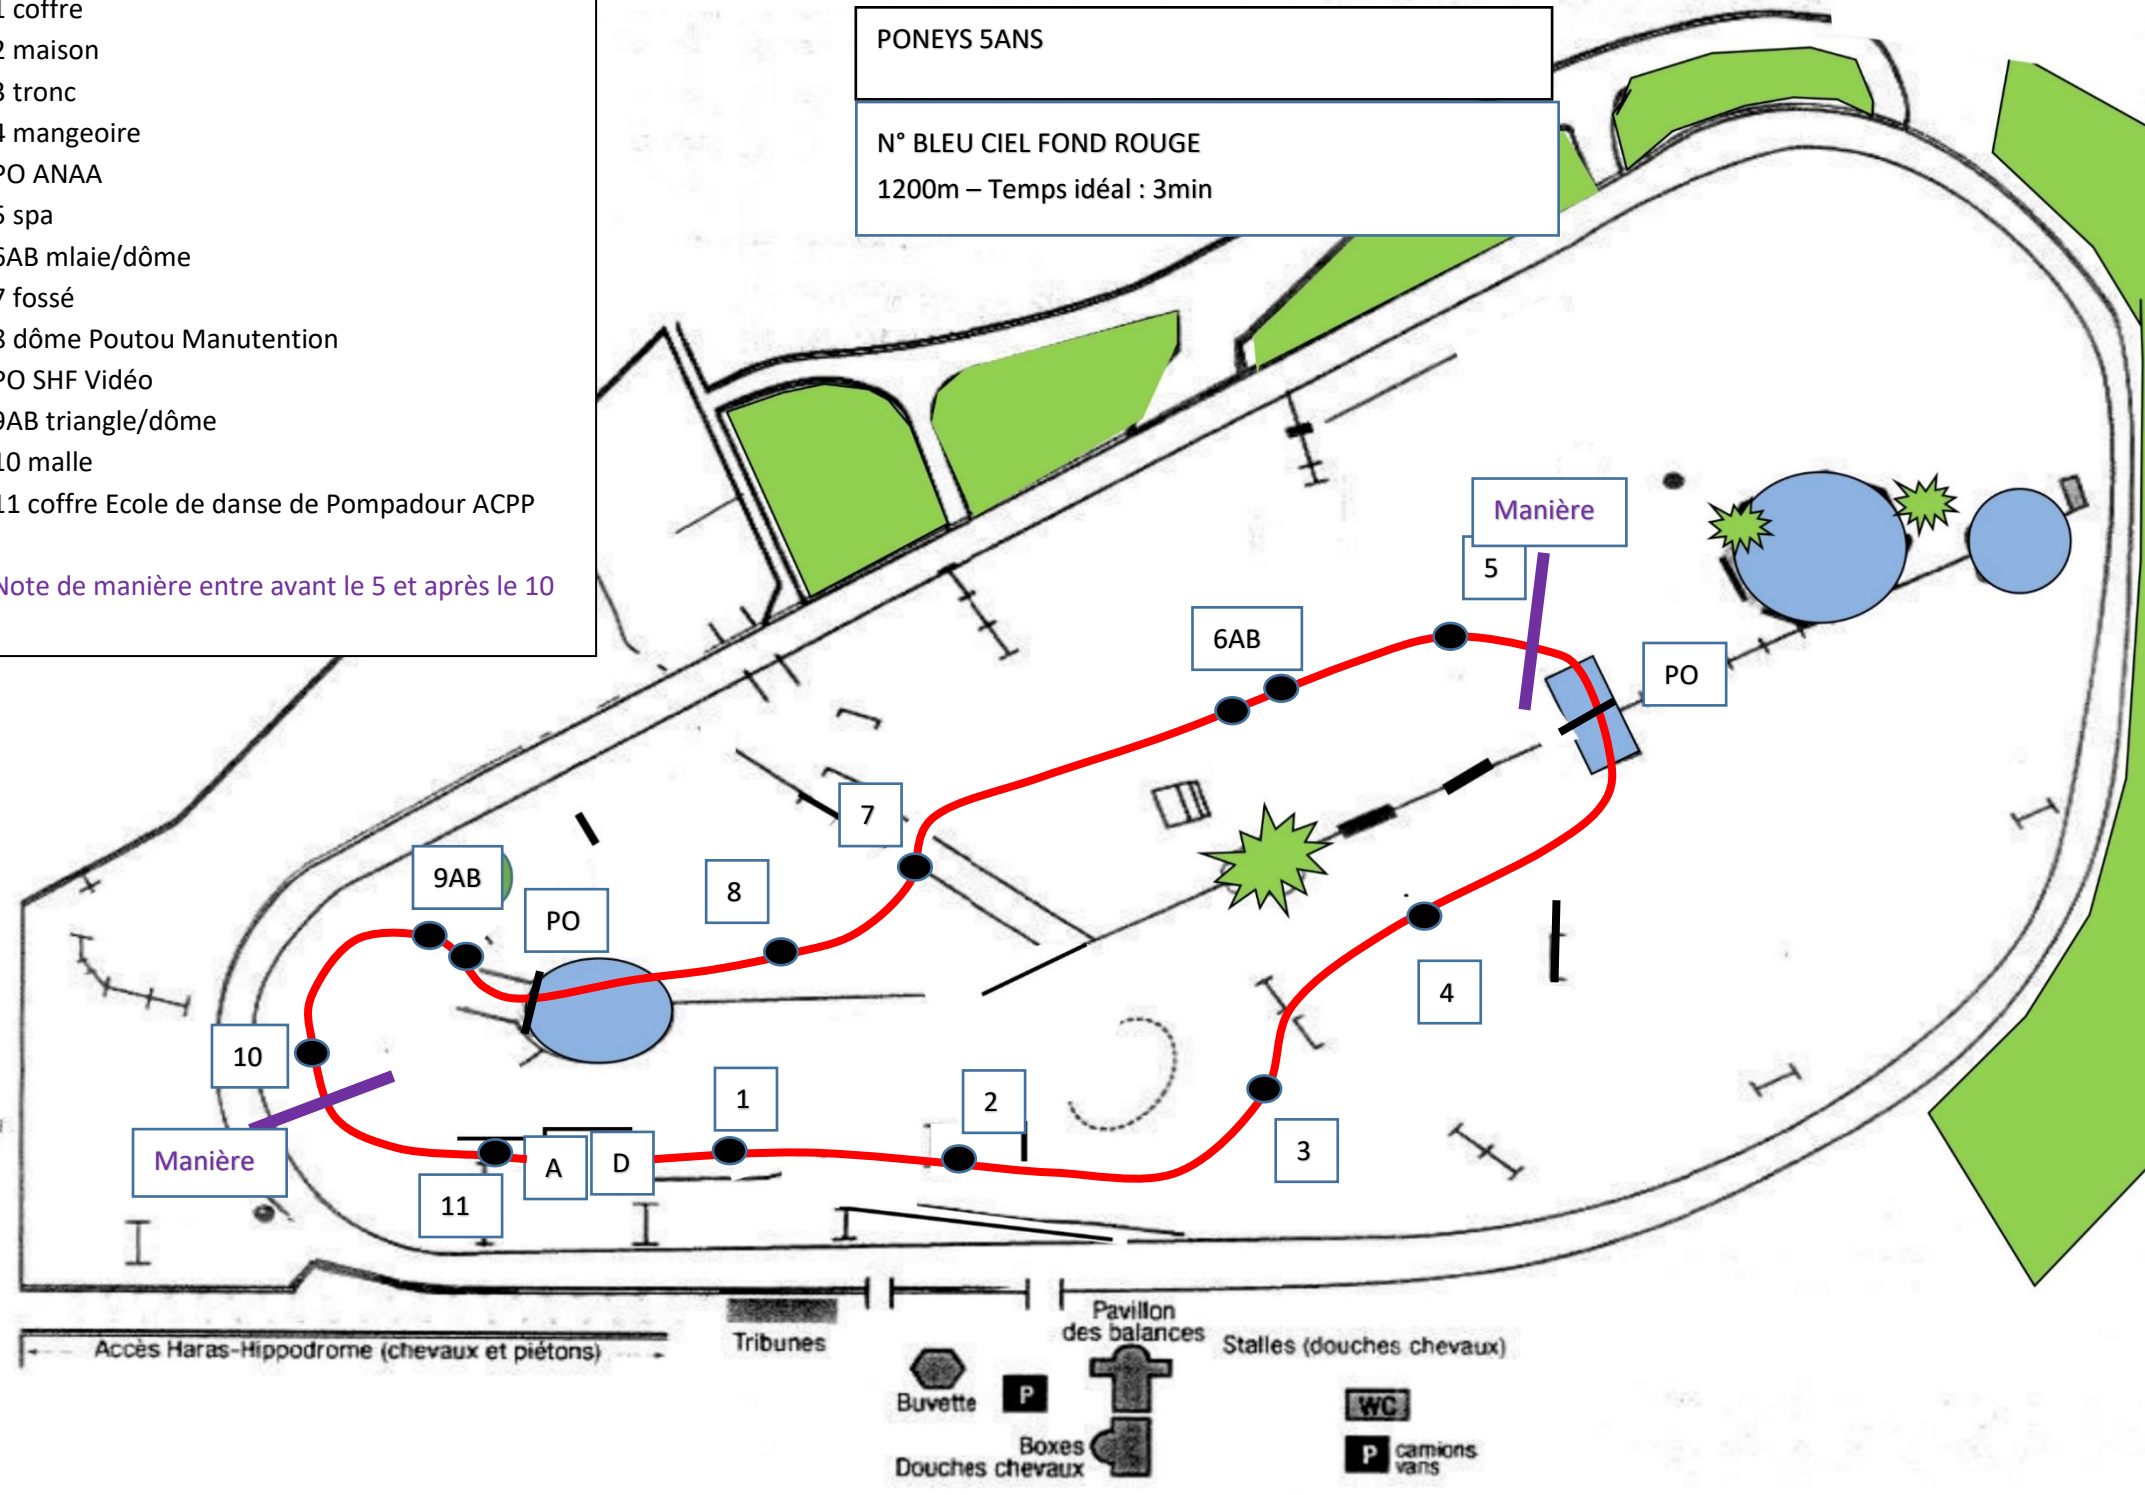 1 coffre
2 maison
3 tronc
4 mangeoire
PO ANAA
5 spa
6AB mlaie/dôme
7 fossé
8 dôme Poutou Manutention
PO SHF Vidéo
9AB triangle/dôme
10 malle
11 coffre Ecole de danse de Pompadour ACPP
Note de manière entre avant le 5 et après le 10
PONEYS 5ANS
N° BLEU CIEL FOND ROUGE
1200m – Temps idéal : 3min
Manière
5
6AB
PO
7
9AB
8
PO
4
10
1
2
3
Manière
A
D
11
Accès Haras-Hippodrome (chevaux et piétons)
Tribunes
Pavillon
des balances
Stalles (douches chevaux)
Buvette
P
WC
Boxes
Douches chevaux
P
camions
vans